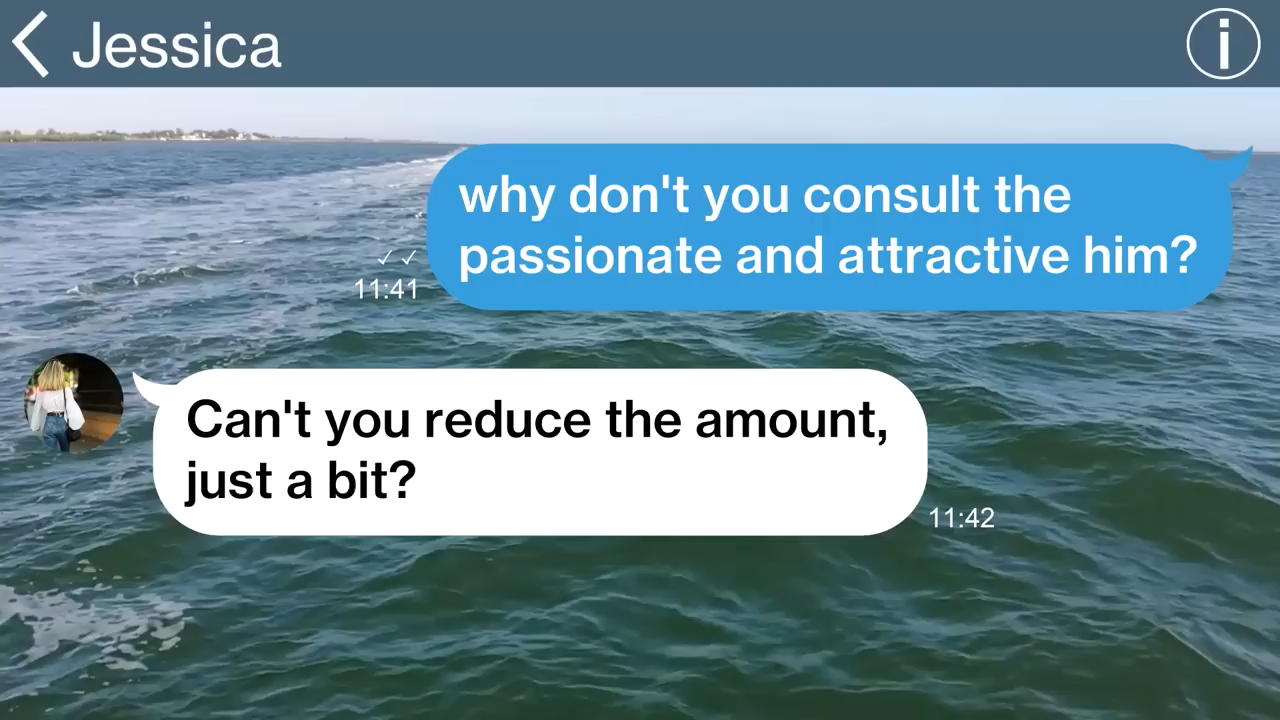 Jessica
i
why don't you consult the
passionate and attractive him?
11:41
Can't you reduce the amount,
just a bit?
11:42